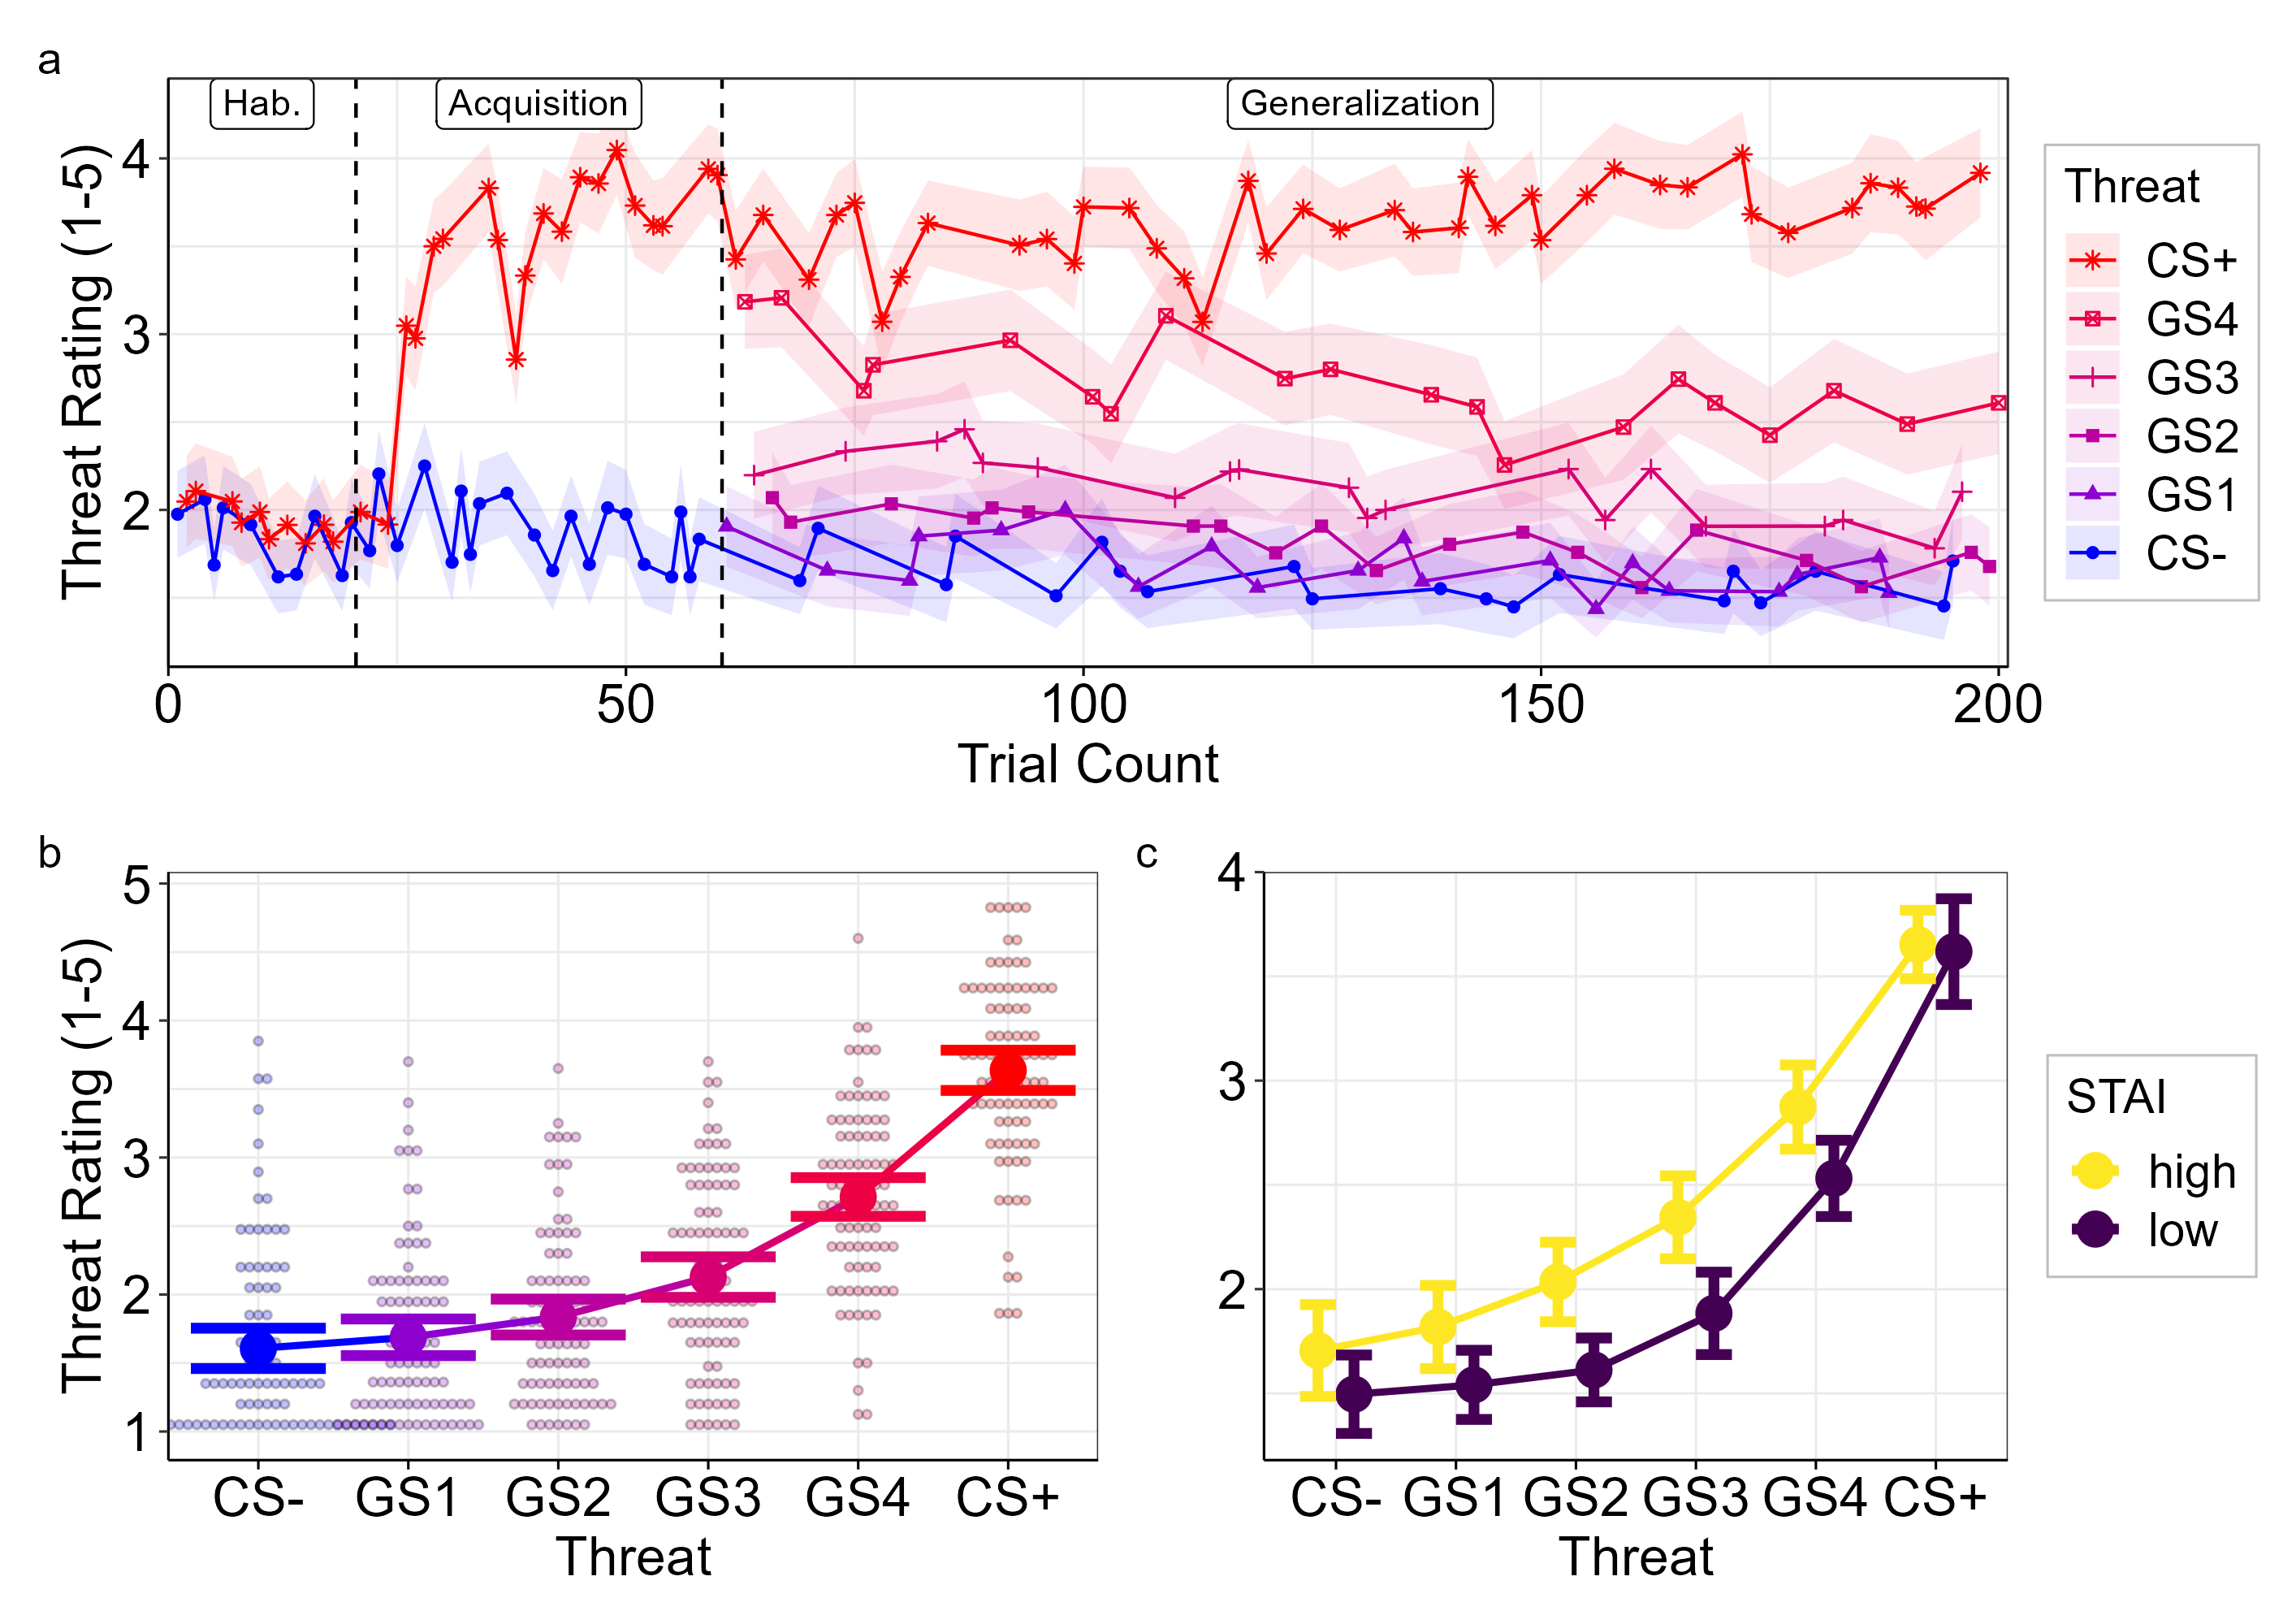 a
Hab.
Acquisition
Generalization
Threat Rating (1-5)
4
3
2
0
50
100
150
200
Trial Count
Threat
CS+
GS4
GS3
GS2
GS1
CS-
b
Threat Rating (1-5)
5
4
3
2
1
CS-
GS1
GS2
GS3
GS4
CS+
Threat
c
4
3
2
CS-
GS1
GS2
GS3
GS4
CS+
Threat
STAI
high
low